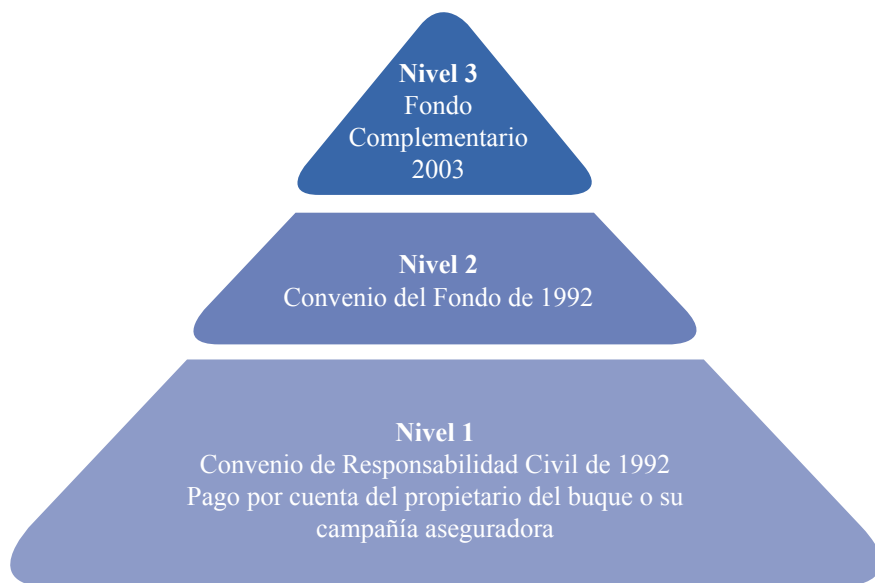 Nivel 3
Fondo
Complementario
2003
Nivel 2
Convenio del Fondo de 1992
Nivel 1
Convenio de Responsabilidad Civil de 1992
Pago por cuenta del propietario del buque o su
campañía aseguradora